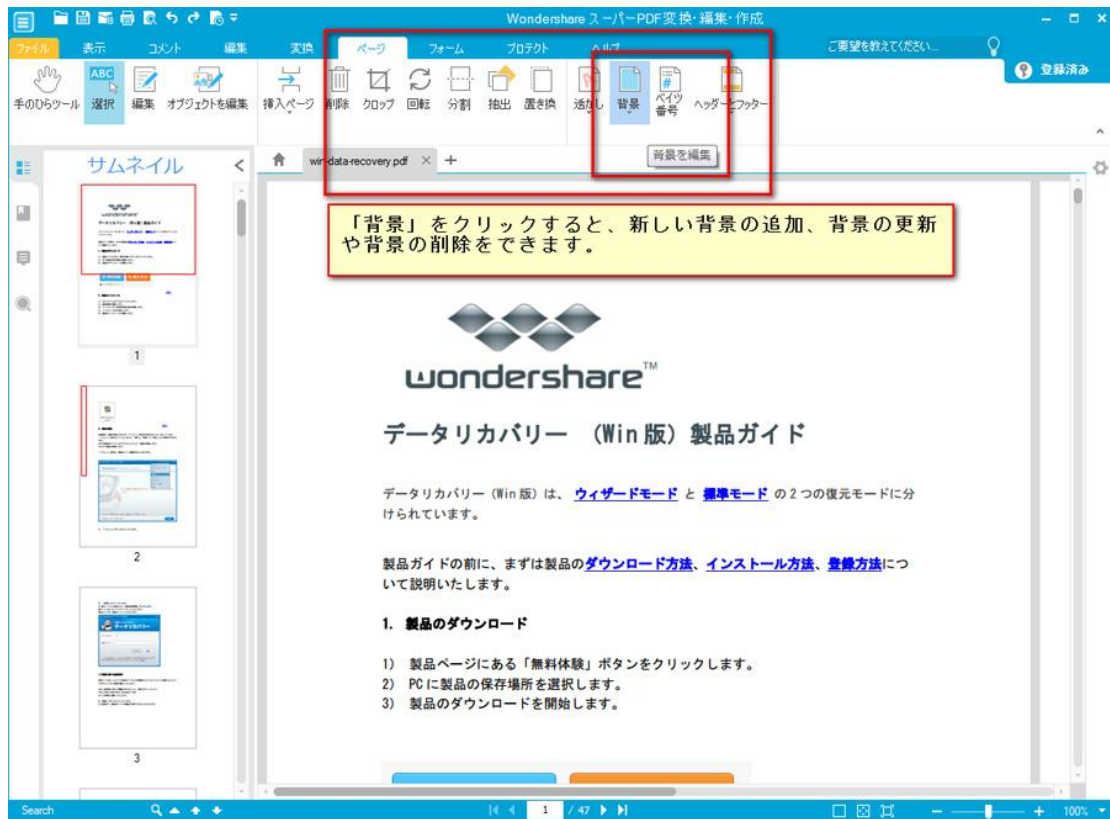 Wondershare スーパーPDF変換・編集・作成
ファイル 表示 コメント 編集 変換 ページ フォーム プロテクト ヘルプ ご要望を教えてください...
登録済み
ABC
手のひらツール 選択 編集 オブジェクトを編集 挿入ページ 削除 クロップ 回転 分割 抽出 置き換 透かし 背景 ベイツ番号 ヘッダーとフッター
背景を編集
サムネイル
win-data-recovery.pdf
「背景」をクリックすると、新しい背景の追加、背景の更新
や背景の削除をできます。
wondershare™
データリカバリー （Win版）製品ガイド
データリカバリー（Win版）は、 ウィザードモード と 標準モード の2つの復元モードに分
けられています。
製品ガイドの前に、まずは製品のダウンロード方法、インストール方法、登録方法につ
いて説明いたします。
1. 製品のダウンロード
1) 製品ページにある「無料体験」ボタンをクリックします。
2) PCに製品の保存場所を選択します。
3) 製品のダウンロードを開始します。
1
2
3
Search
1 / 47
100%